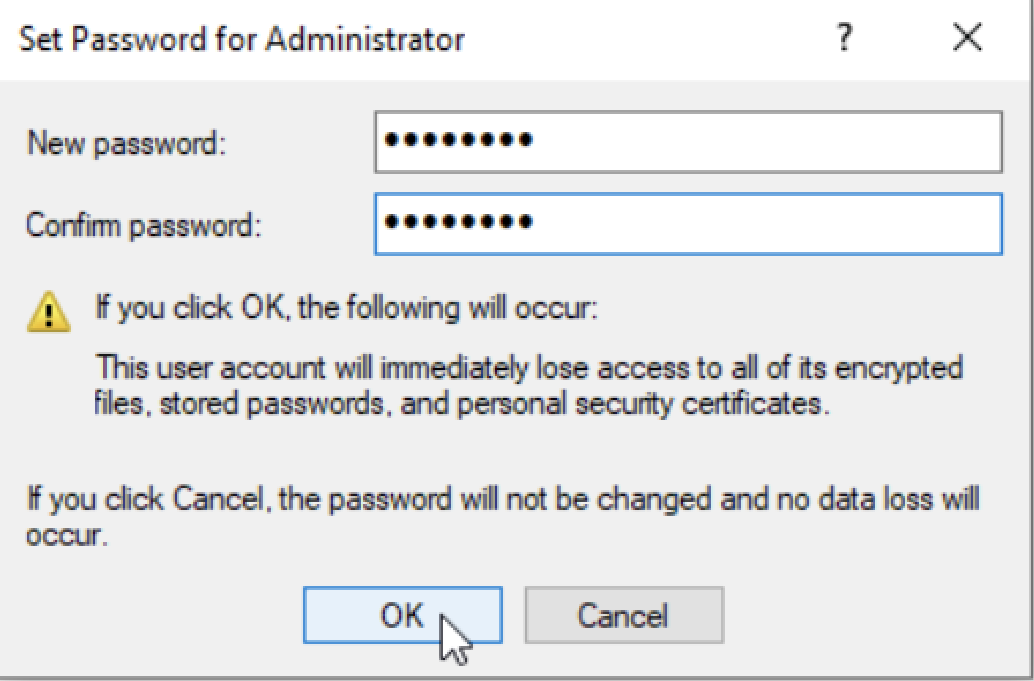 Set Password for Administrator ?
New password: ••••••••
Confirm password: ••••••••
If you click OK, the following will occur:
This user account will immediately lose access to all of its encrypted
files, stored passwords, and personal security certificates.
If you click Cancel, the password will not be changed and no data loss will
occur.
OK Cancel